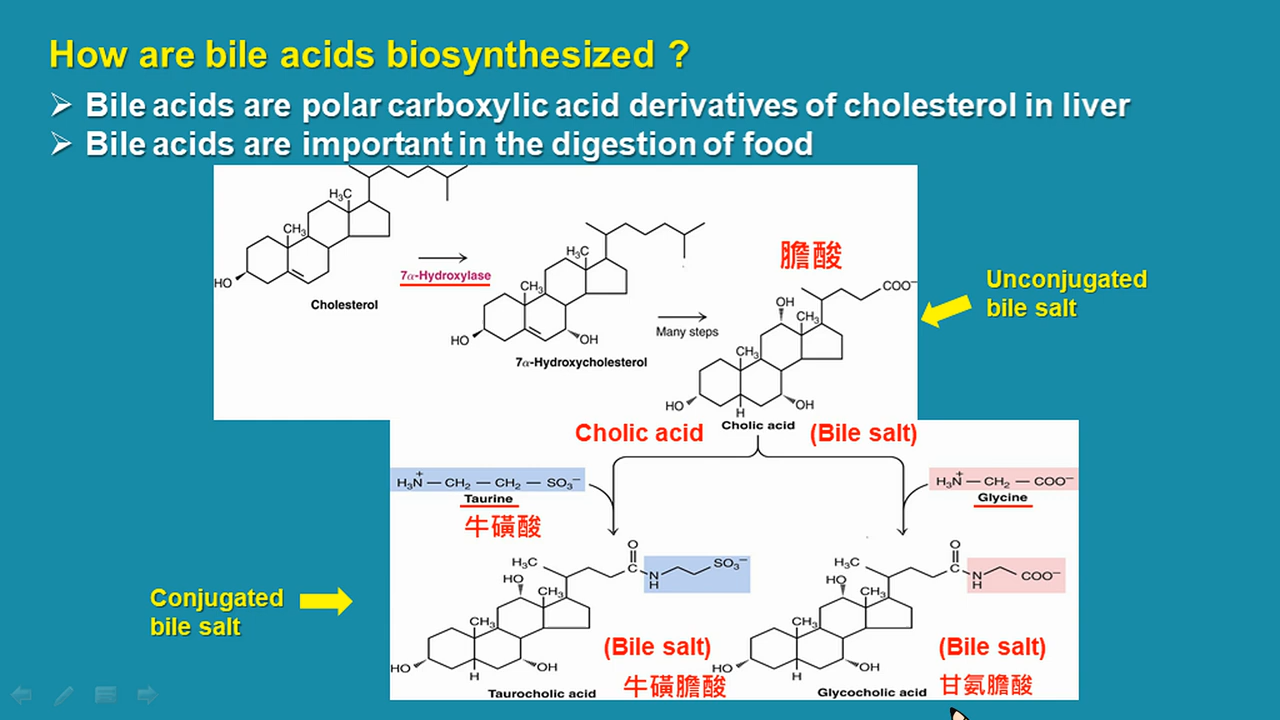 How are bile acids biosynthesized ?
Bile acids are polar carboxylic acid derivatives of cholesterol in liver
Bile acids are important in the digestion of food
H₃C
CH₃
HO
Cholesterol
7α-Hydroxylase
H₃C
CH₃
HO
OH
7α-Hydroxycholesterol
Many steps
膽酸
COO⁻
OH
CH₃
CH₃
HO
OH
H
Cholic acid
Unconjugated
bile salt
Cholic acid
(Bile salt)
H₃N⁺ — CH₂ — CH₂ — SO₃⁻
Taurine
牛磺酸
H₃N⁺ — CH₂ — COO⁻
Glycine
Conjugated
bile salt
O
H₃C
C
N
H
SO₃⁻
HO
CH₃
CH₃
HO
OH
H
(Bile salt)
Taurocholic acid
牛磺膽酸
O
H₃C
C
N
H
COO⁻
HO
CH₃
CH₃
HO
OH
H
(Bile salt)
Glycocholic acid
甘氨膽酸